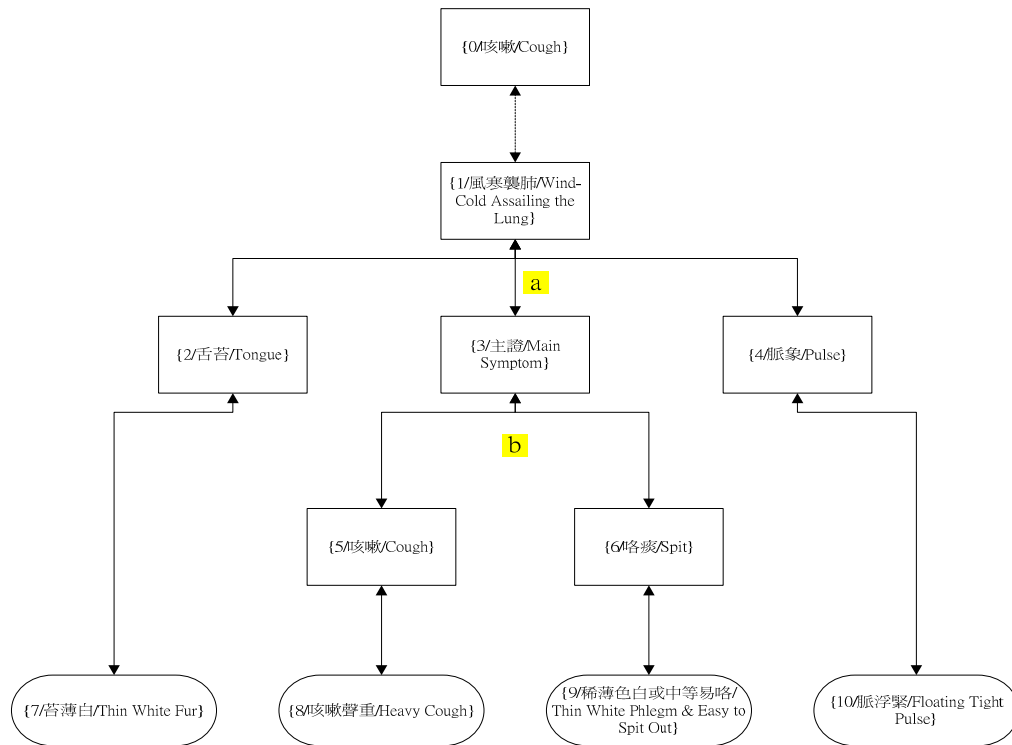 {0/咳嗽/Cough}
{1/風寒襲肺/Wind-
Cold Assailing the
Lung}
a
{2/舌苔/Tongue}
{3/主證/Main
Symptom}
{4/脈象/Pulse}
b
{5/咳嗽/Cough}
{6/咯痰/Spit}
{7/苔薄白/Thin White Fur}
{8/咳嗽聲重/Heavy Cough}
{9/稀薄色白或中等易咯/
Thin White Phlegm & Easy to
Spit Out}
{10/脈浮緊/Floating Tight
Pulse}